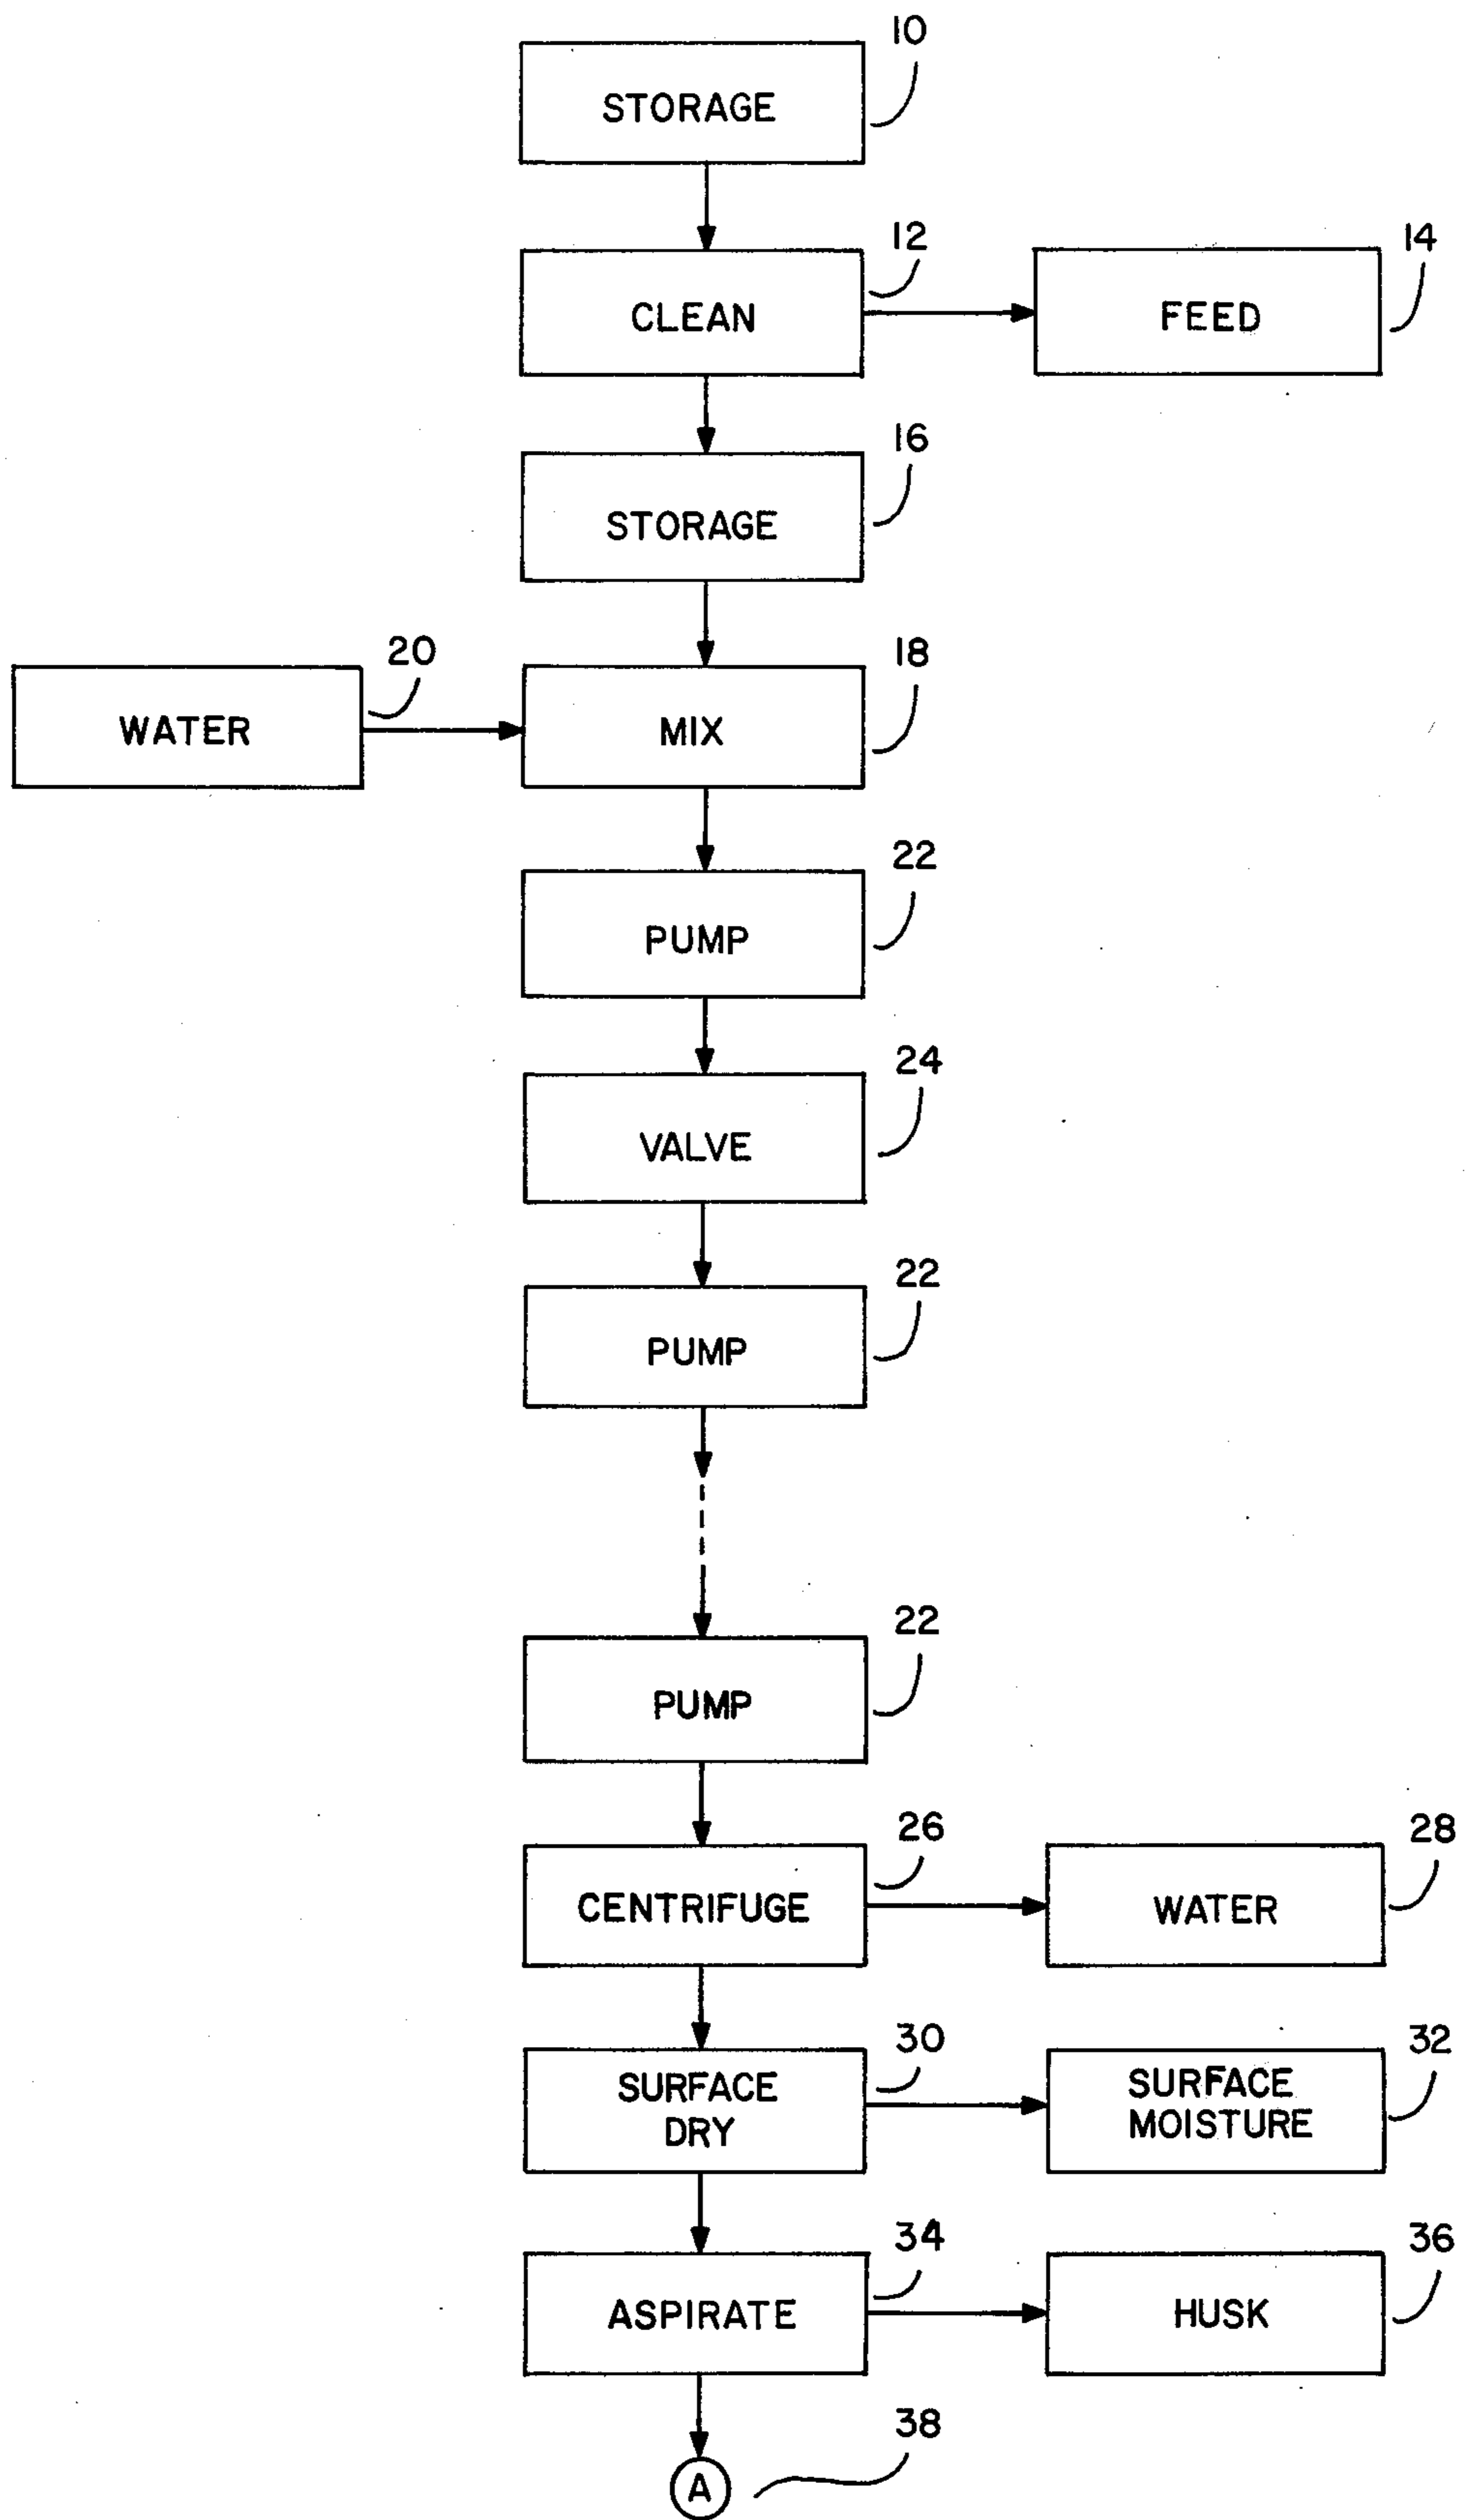 10
STORAGE
12
14
CLEAN
FEED
16
STORAGE
20
18
WATER
MIX
22
PUMP
24
VALVE
22
PUMP
22
PUMP
26
28
CENTRIFUGE
WATER
30
32
SURFACE
DRY
SURFACE
MOISTURE
34
36
ASPIRATE
HUSK
38
A